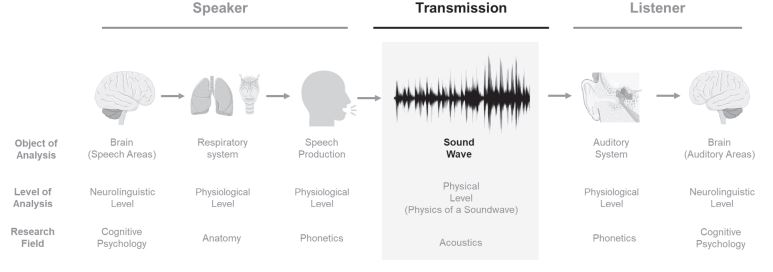 Speaker
Transmission
Listener
Object of
Analysis
Brain
(Speech Areas)
Respiratory
system
Speech
Production
Sound
Wave
Auditory
System
Brain
(Auditory Areas)
Level of
Analysis
Neurolinguistic
Level
Physiological
Level
Physiological
Level
Physical
Level
(Physics of a Soundwave)
Physiological
Level
Neurolinguistic
Level
Research
Field
Cognitive
Psychology
Anatomy
Phonetics
Acoustics
Phonetics
Cognitive
Psychology